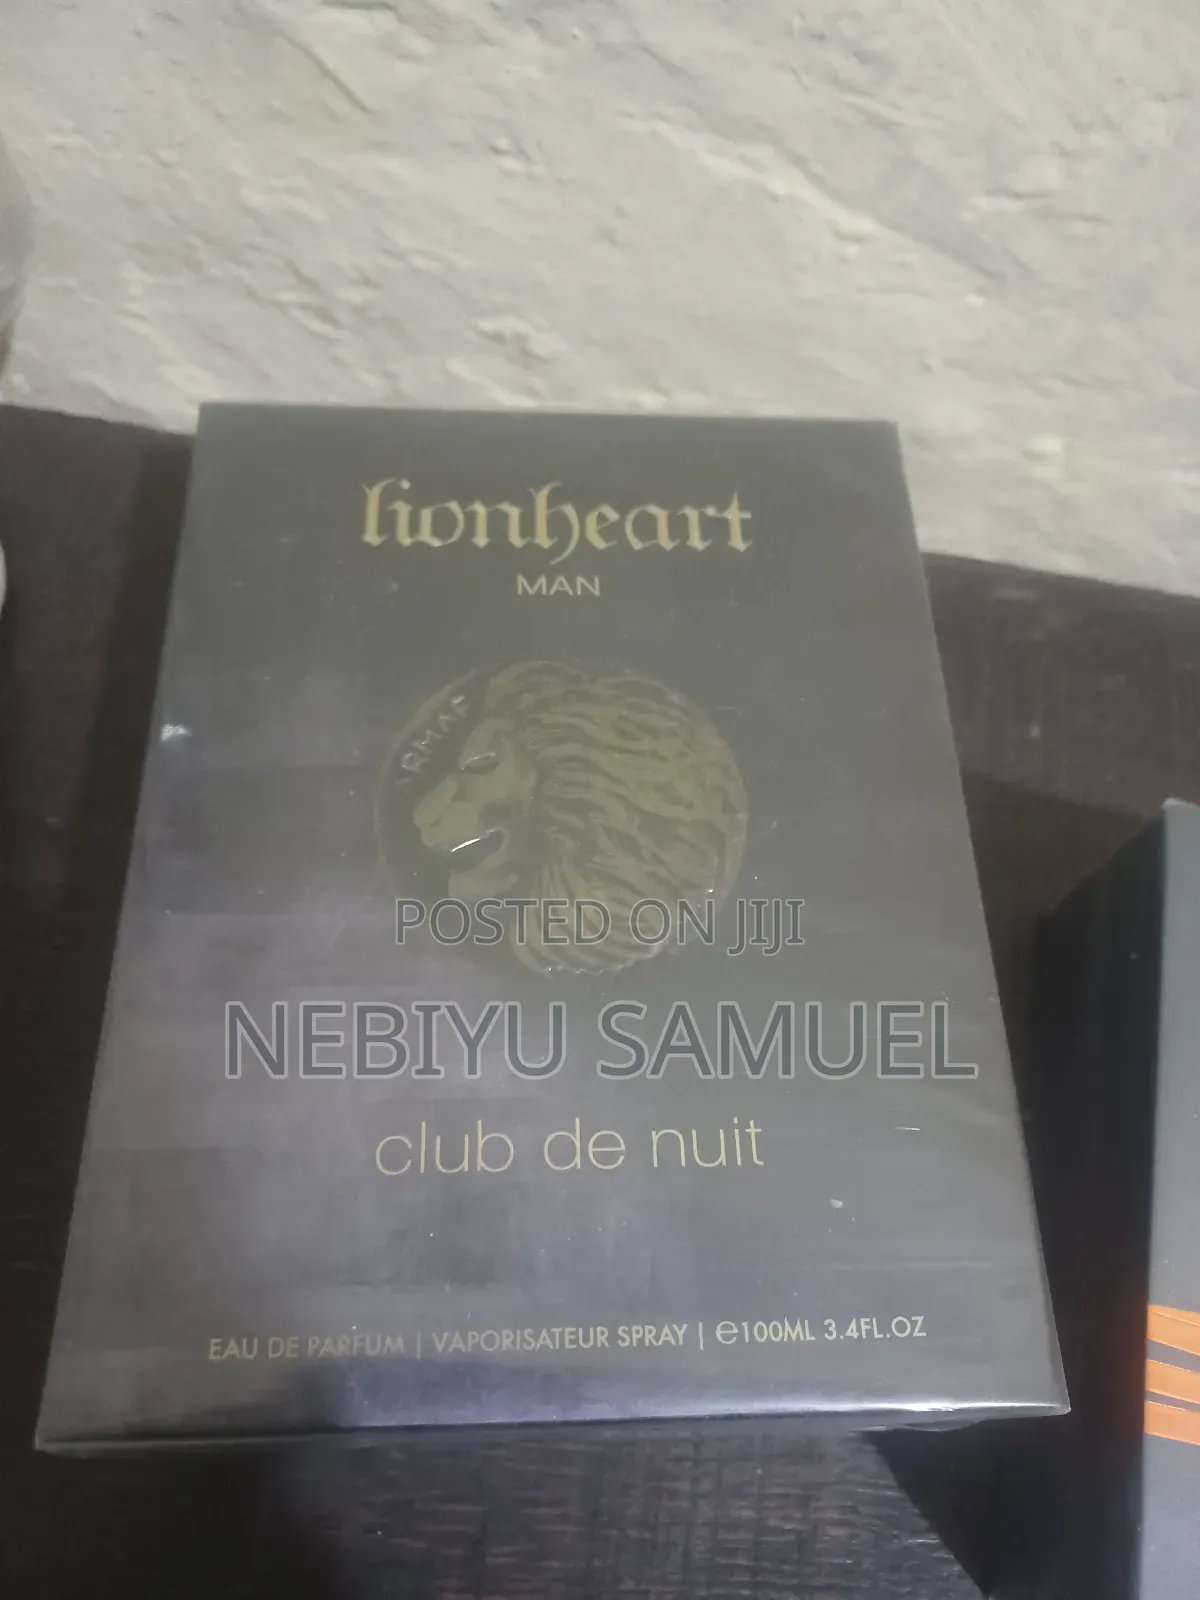 lionheart
MAN
ARMAF
POSTED ON JIJI
NEBIYU SAMUEL
club de nuit
EAU DE PARFUM | VAPORISATEUR SPRAY | ℮100ML 3.4FL.OZ